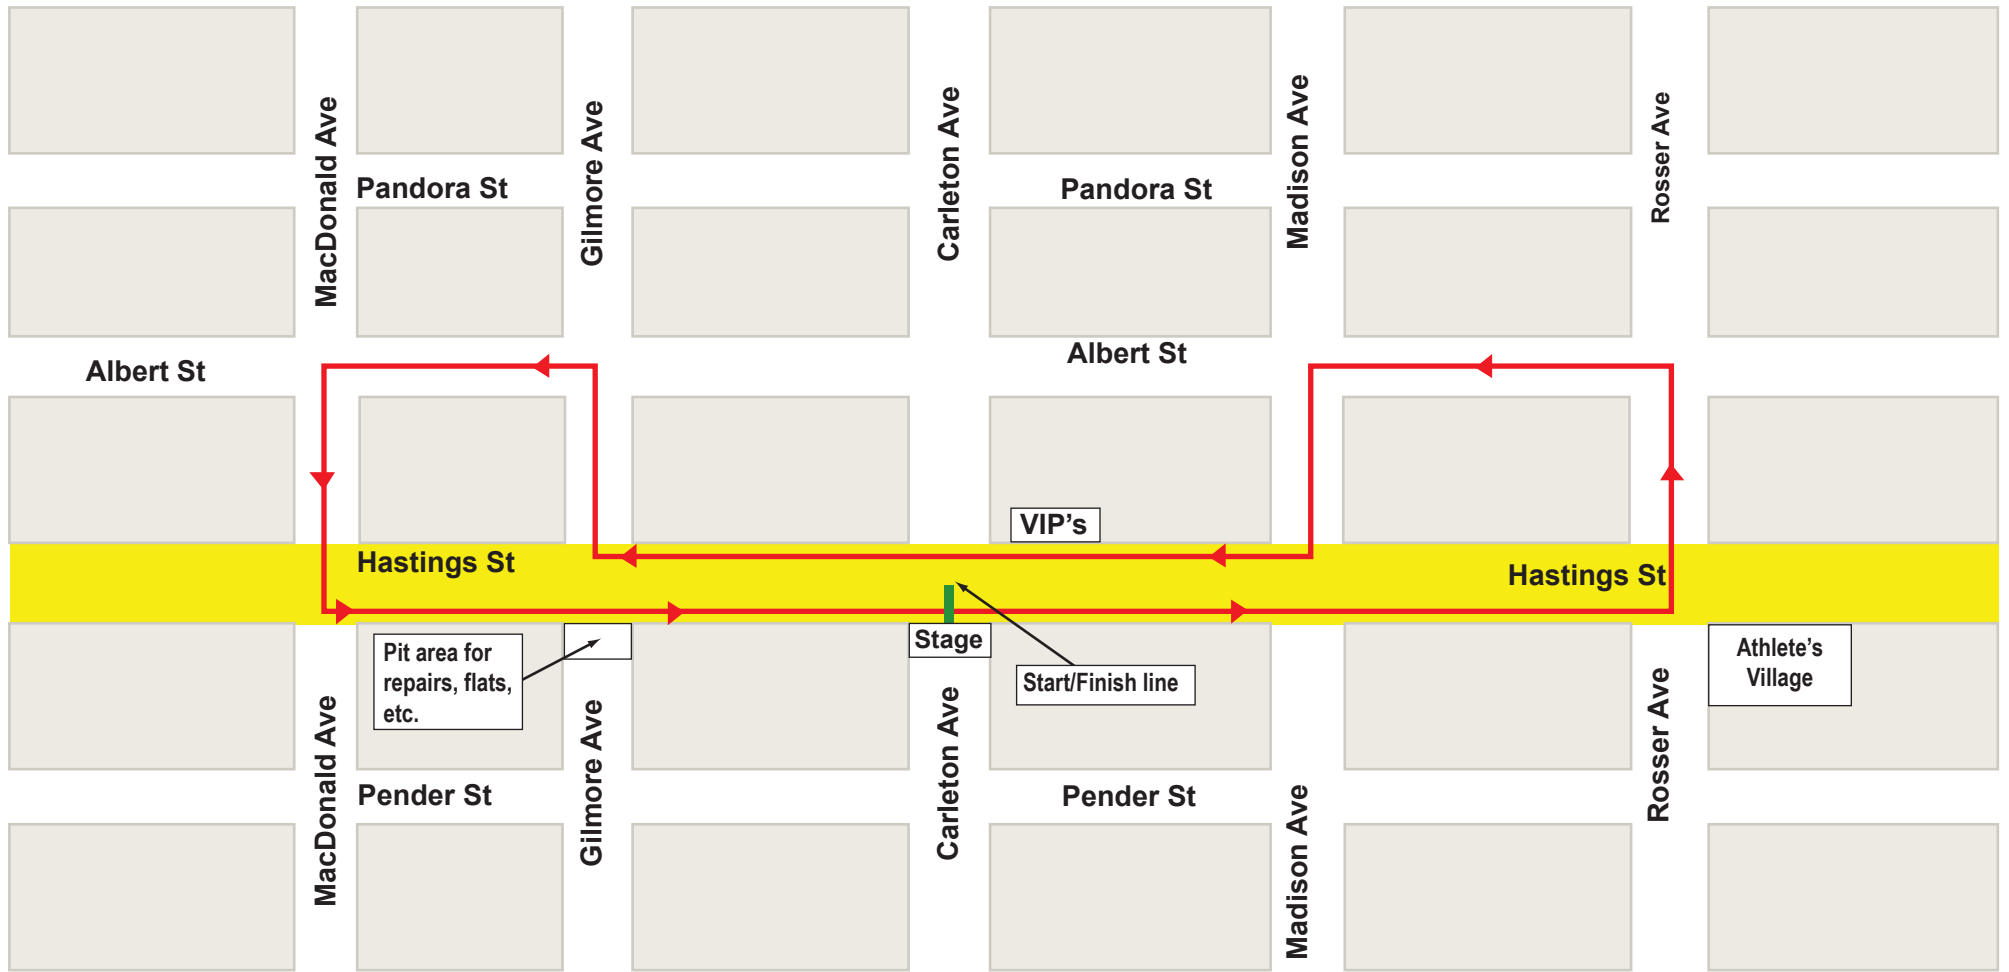 MacDonald Ave
Gilmore Ave
Carleton Ave
Madison Ave
Rosser Ave
Pandora St
Pandora St
Albert St
Albert St
VIP's
Hastings St
Hastings St
Pit area for
repairs, flats,
etc.
Stage
Start/Finish line
Athlete's
Village
MacDonald Ave
Gilmore Ave
Carleton Ave
Madison Ave
Rosser Ave
Pender St
Pender St